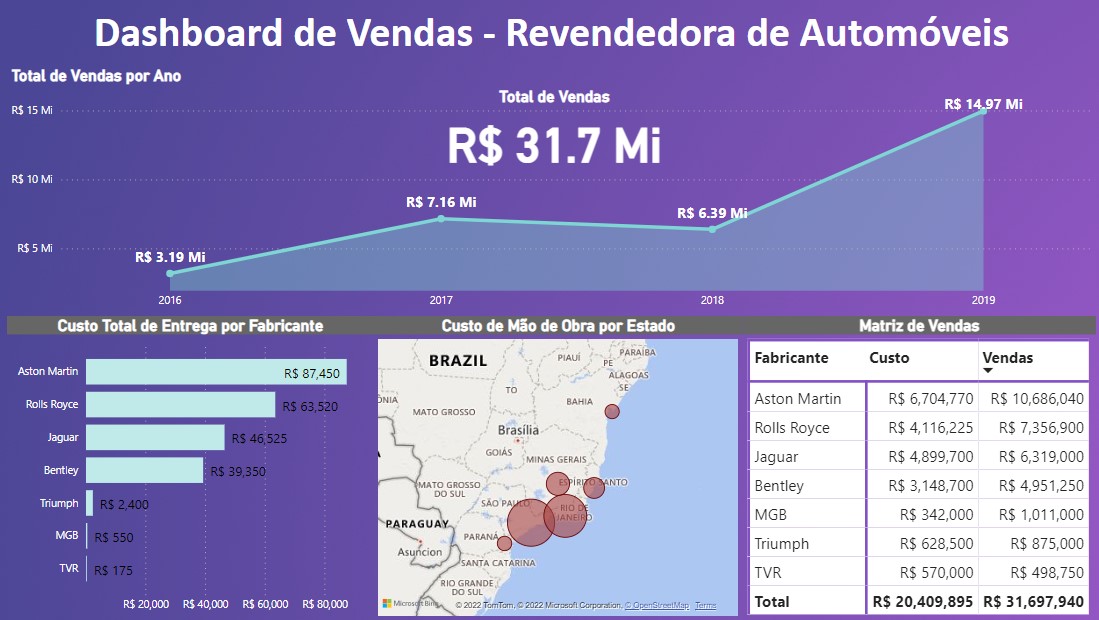 Dashboard de Vendas - Revendedora de Automóveis
Total de Vendas por Ano
Total de Vendas
R$ 31.7 Mi
R$ 15 Mi
R$ 10 Mi
R$ 5 Mi
R$ 3.19 Mi
R$ 7.16 Mi
R$ 6.39 Mi
R$ 14.97 Mi
2016 2017 2018 2019
Custo Total de Entrega por Fabricante
Aston Martin R$ 87,450
Rolls Royce R$ 63,520
Jaguar R$ 46,525
Bentley R$ 39,350
Triumph R$ 2,400
MGB R$ 550
TVR R$ 175
R$ 20,000 R$ 40,000 R$ 60,000 R$ 80,000
Custo de Mão de Obra por Estado
BRAZIL
PIAUÍ
PARAÍBA
PE
ALAGOAS
SE
TO
BAHIA
ÔNIA
MATO GROSSO
Brasília
GOIÁS
MINAS GERAIS
MATO GROSSO
DO SUL
ESPÍRITO SANTO
SÃO PAULO
RIO DE
JANEIRO
PARAGUAY
PARANÁ
Asuncion
SANTA CATARINA
RIO GRANDE
DO SUL
Microsoft Bing
© 2022 TomTom, © 2022 Microsoft Corporation, © OpenStreetMap Terms
Matriz de Vendas
Fabricante Custo Vendas
Aston Martin R$ 6,704,770 R$ 10,686,040
Rolls Royce R$ 4,116,225 R$ 7,356,900
Jaguar R$ 4,899,700 R$ 6,319,000
Bentley R$ 3,148,700 R$ 4,951,250
MGB R$ 342,000 R$ 1,011,000
Triumph R$ 628,500 R$ 875,000
TVR R$ 570,000 R$ 498,750
Total R$ 20,409,895 R$ 31,697,940